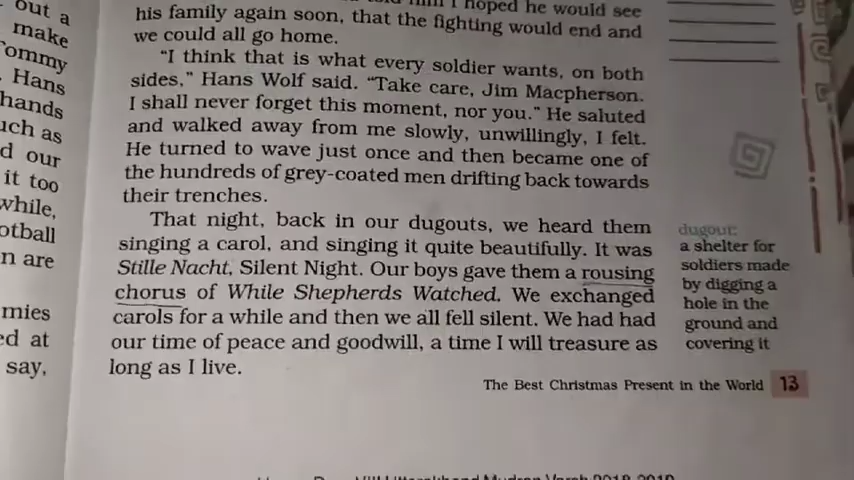 out a
make
Tommy
Hans
hands
such as
d our
it too
while,
otball
n are
mies
ed at
say,
him I hoped he would see
his family again soon, that the fighting would end and
we could all go home.
“I think that is what every soldier wants, on both
sides,” Hans Wolf said. “Take care, Jim Macpherson.
I shall never forget this moment, nor you.” He saluted
and walked away from me slowly, unwillingly, I felt.
He turned to wave just once and then became one of
the hundreds of grey-coated men drifting back towards
their trenches.
That night, back in our dugouts, we heard them
singing a carol, and singing it quite beautifully. It was
Stille Nacht, Silent Night. Our boys gave them a rousing
chorus of While Shepherds Watched. We exchanged
carols for a while and then we all fell silent. We had had
our time of peace and goodwill, a time I will treasure as
long as I live.
dugout:
a shelter for
soldiers made
by digging a
hole in the
ground and
covering it
The Best Christmas Present in the World 13